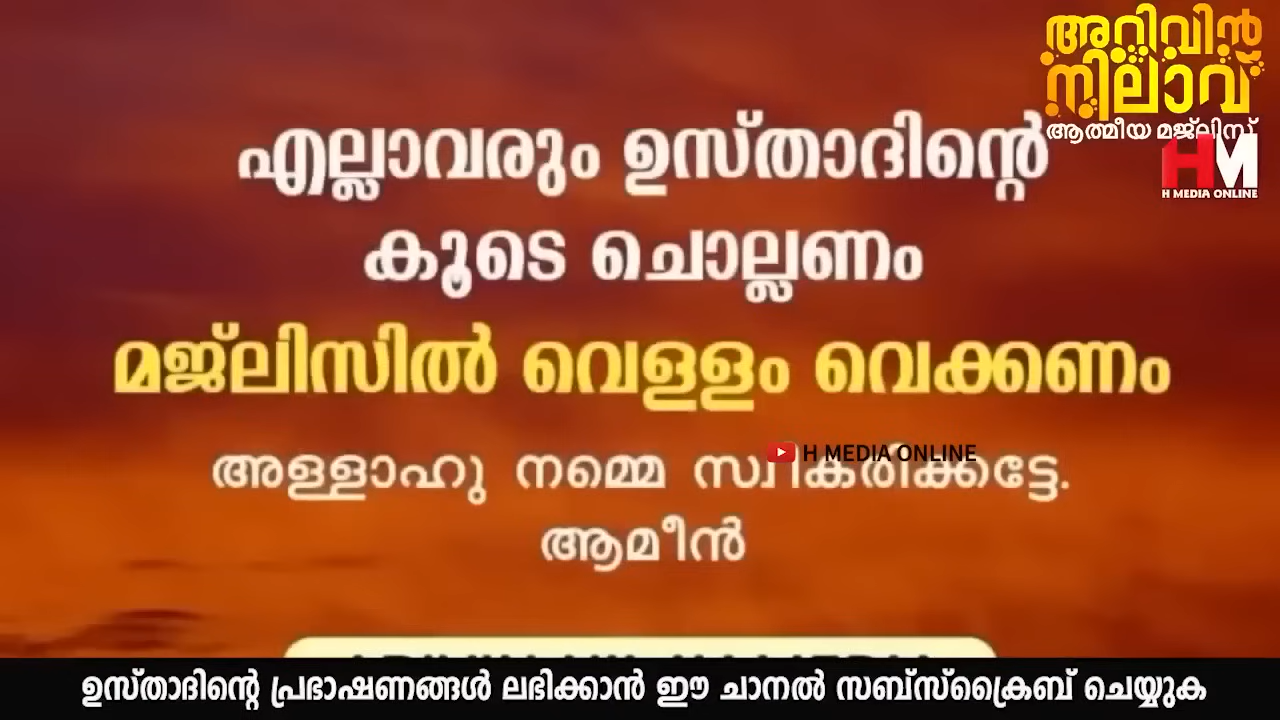 അറിവിൻ
നിലാവ്
ആത്മീയ മജ്ലിസ്
HM
H MEDIA ONLINE
എല്ലാവരും ഉസ്താദിന്റെ
കൂടെ ചൊല്ലണം
മജ്ലിസിൽ വെള്ളം വെക്കണം
H MEDIA ONLINE
അള്ളാഹു നമ്മെ സ്വീകരിക്കട്ടേ.
ആമീൻ
ഉസ്താദിന്റെ പ്രഭാഷണങ്ങൾ ലഭിക്കാൻ ഈ ചാനൽ സബ്സ്ക്രൈബ് ചെയ്യുക